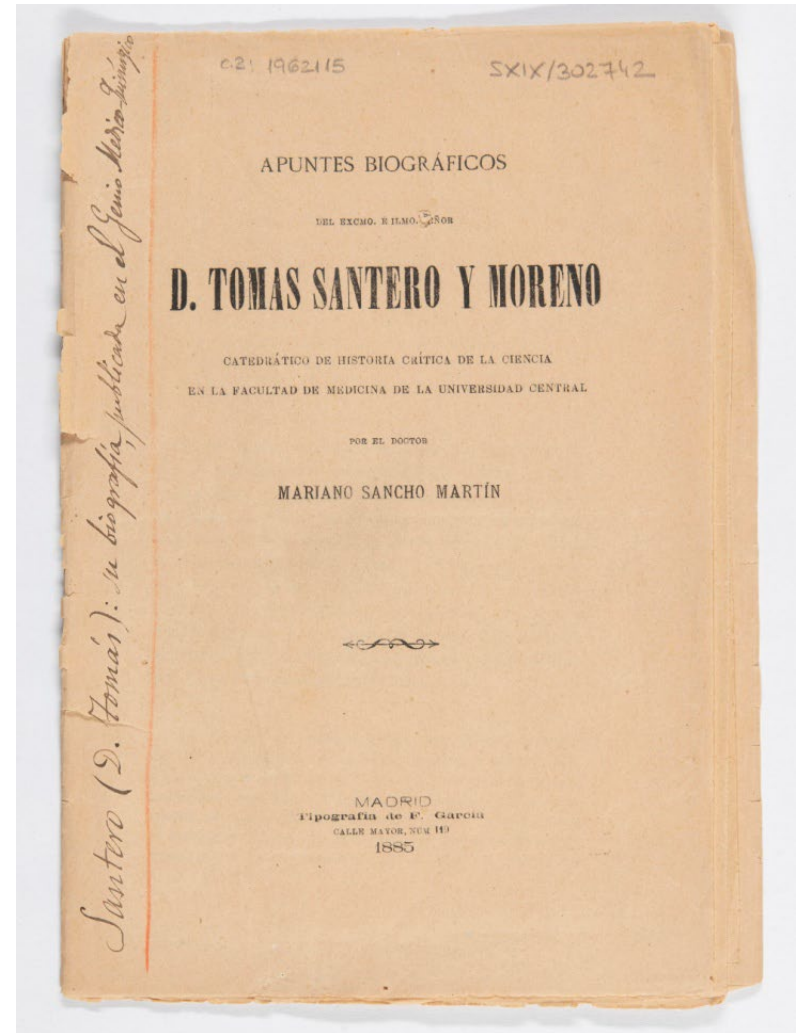 c.2: 1962115
SXIX/302742
APUNTES BIOGRÁFICOS
DEL EXCMO. E ILMO. SEÑOR
D. TOMAS SANTERO Y MORENO
CATEDRÁTICO DE HISTORIA CRÍTICA DE LA CIENCIA
EN LA FACULTAD DE MEDICINA DE LA UNIVERSIDAD CENTRAL
POR EL DOCTOR
MARIANO SANCHO MARTÍN
MADRID
Tipografía de F. García
CALLE MAYOR, NÚM 119
1885
Santero (D. Tomás): su biografía, publicada en el Genio Médico-Quirúrgico